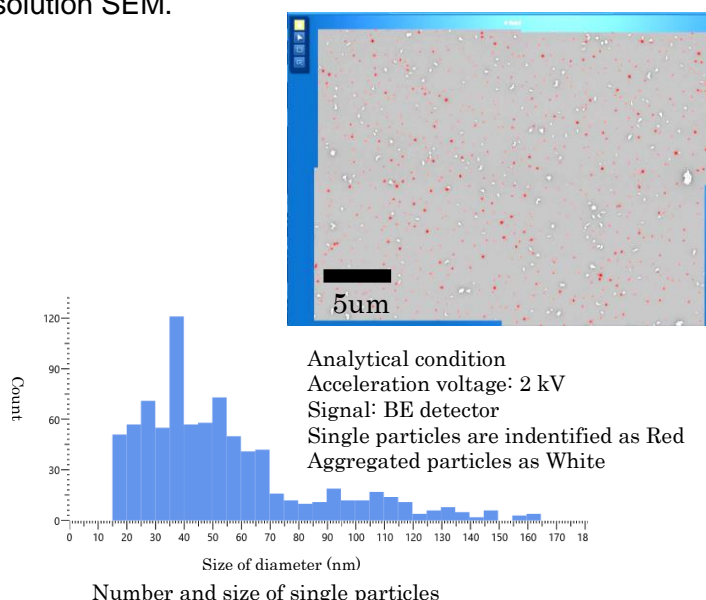 solution SEM.
5um
Analytical condition
Acceleration voltage: 2 kV
Signal: BE detector
Single particles are indentified as Red
Aggregated particles as White
120
90
60
30
0
Count
0 10 20 30 40 50 60 70 80 90 100 110 120 130 140 150 160 170 18
Size of diameter (nm)
Number and size of single particles